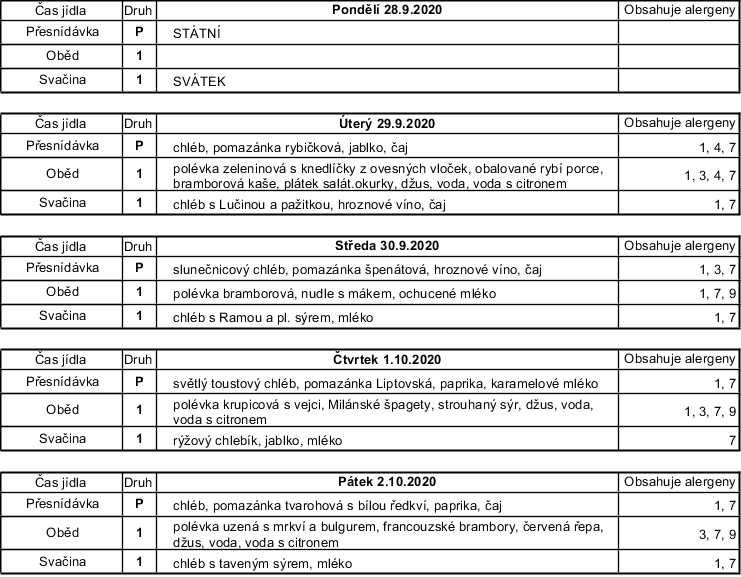 Čas jídla Druh Pondělí 28.9.2020 Obsahuje alergeny
Přesnídávka P STÁTNÍ
Oběd 1
Svačina 1 SVÁTEK
Čas jídla Druh Úterý 29.9.2020 Obsahuje alergeny
Přesnídávka P chléb, pomazánka rybičková, jablko, čaj 1, 4, 7
Oběd 1 polévka zeleninová s knedlíčky z ovesných vloček, obalované rybí porce, 1, 3, 4, 7
bramborová kaše, plátek salát.okurky, džus, voda, voda s citronem
Svačina 1 chléb s Lučinou a pažitkou, hroznové víno, čaj 1, 7
Čas jídla Druh Středa 30.9.2020 Obsahuje alergeny
Přesnídávka P slunečnicový chléb, pomazánka špenátová, hroznové víno, čaj 1, 3, 7
Oběd 1 polévka bramborová, nudle s mákem, ochucené mléko 1, 7, 9
Svačina 1 chléb s Ramou a pl. sýrem, mléko 1, 7
Čas jídla Druh Čtvrtek 1.10.2020 Obsahuje alergeny
Přesnídávka P světlý toustový chléb, pomazánka Liptovská, paprika, karamelové mléko 1, 7
Oběd 1 polévka krupicová s vejci, Milánské špagety, strouhaný sýr, džus, voda, 1, 3, 7, 9
voda s citronem
Svačina 1 rýžový chlebík, jablko, mléko 7
Čas jídla Druh Pátek 2.10.2020 Obsahuje alergeny
Přesnídávka P chléb, pomazánka tvarohová s bílou ředkví, paprika, čaj 1, 7
Oběd 1 polévka uzená s mrkví a bulgurem, francouzské brambory, červená řepa, 3, 7, 9
džus, voda, voda s citronem
Svačina 1 chléb s taveným sýrem, mléko 1, 7